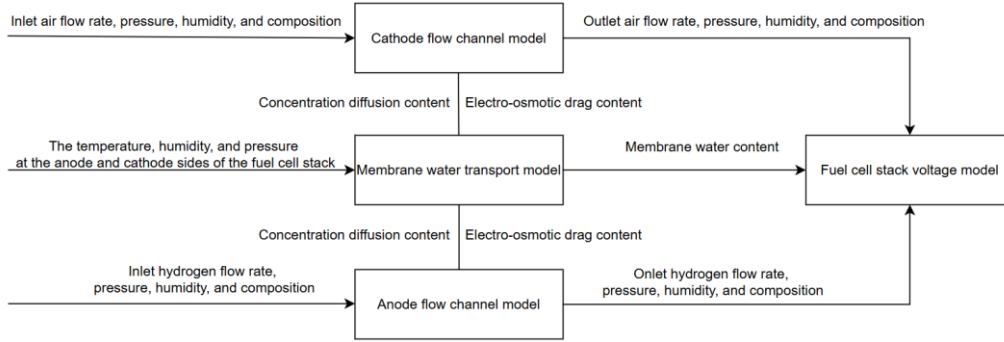 Inlet air flow rate, pressure, humidity, and composition
Outlet air flow rate, pressure, humidity, and composition
Cathode flow channel model
Concentration diffusion content
Electro-osmotic drag content
The temperature, humidity, and pressure
at the anode and cathode sides of the fuel cell stack
Membrane water transport model
Membrane water content
Fuel cell stack voltage model
Concentration diffusion content
Electro-osmotic drag content
Inlet hydrogen flow rate,
pressure, humidity, and composition
Anode flow channel model
Onlet hydrogen flow rate,
pressure, humidity, and composition